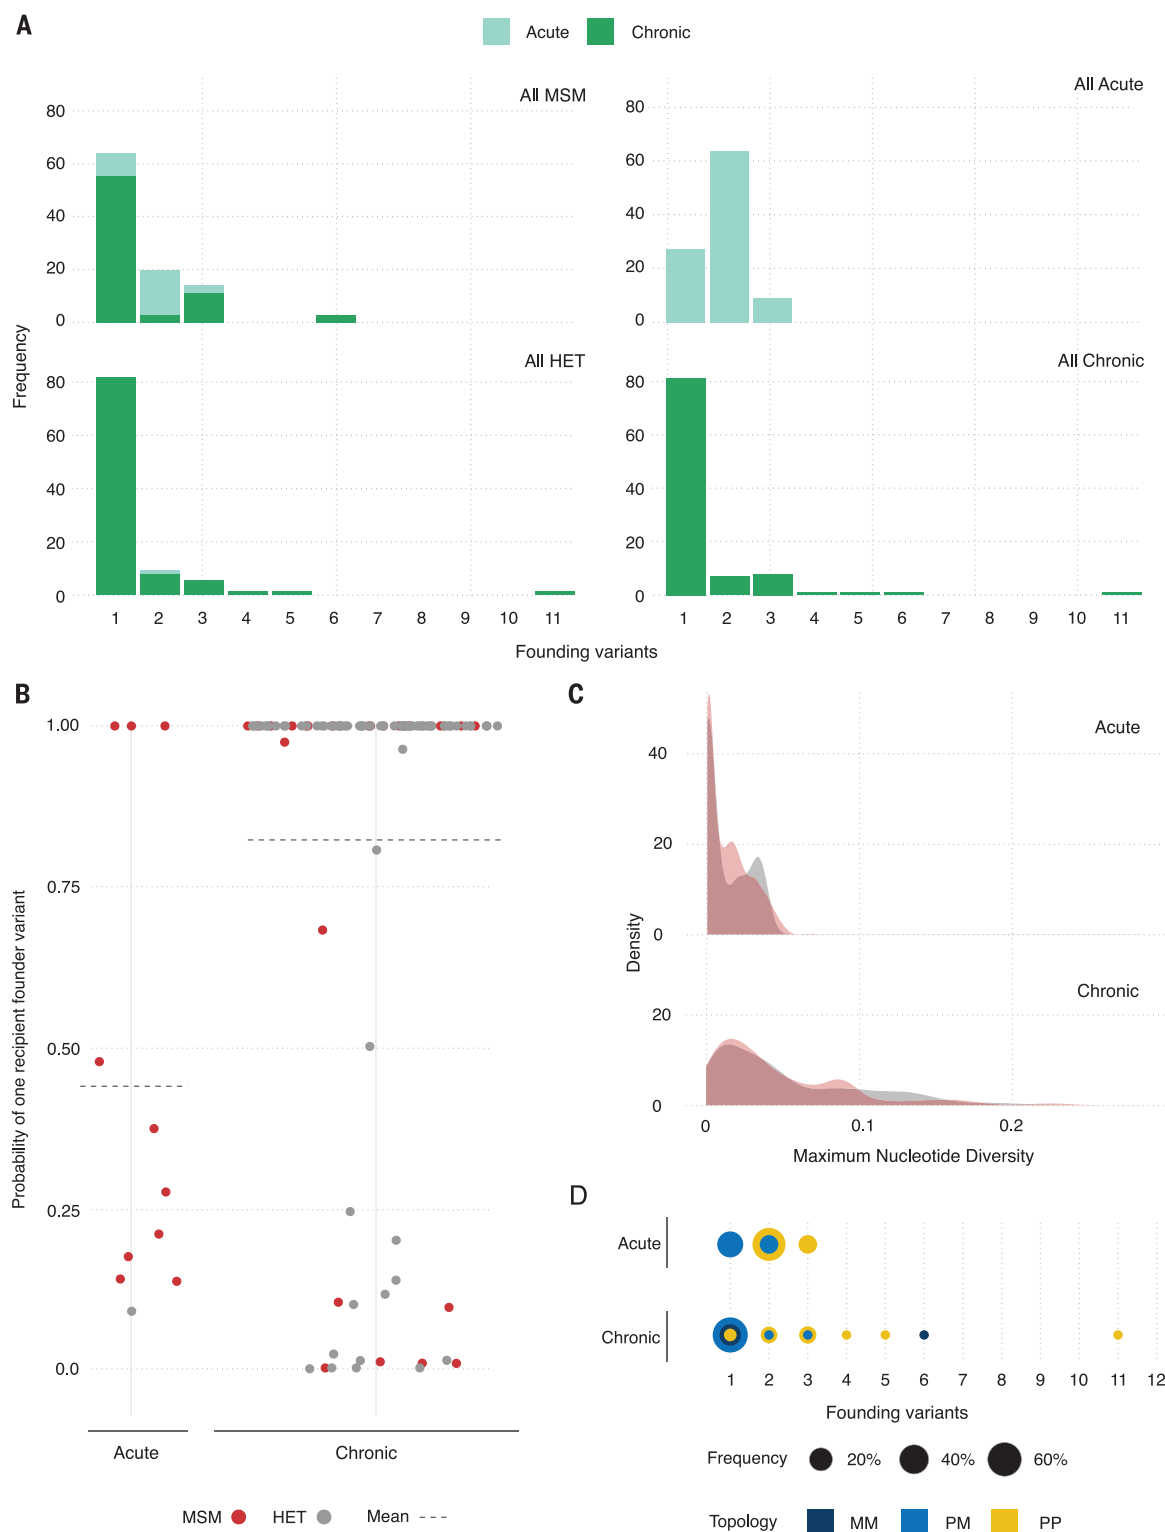 A
Acute Chronic
All MSM
80
60
40
20
0
All Acute
80
60
40
20
0
Frequency
All HET
80
60
40
20
0
1 2 3 4 5 6 7 8 9 10 11
All Chronic
80
60
40
20
0
1 2 3 4 5 6 7 8 9 10 11
Founding variants
B
Probability of one recipient founder variant
1.00
0.75
0.50
0.25
0.0
Acute Chronic
MSM HET Mean
C
Density
Acute
40
20
0
Chronic
20
0
0 0.1 0.2
Maximum Nucleotide Diversity
D
Acute
Chronic
1 2 3 4 5 6 7 8 9 10 11 12
Founding variants
Frequency 20% 40% 60%
Topology MM PM PP